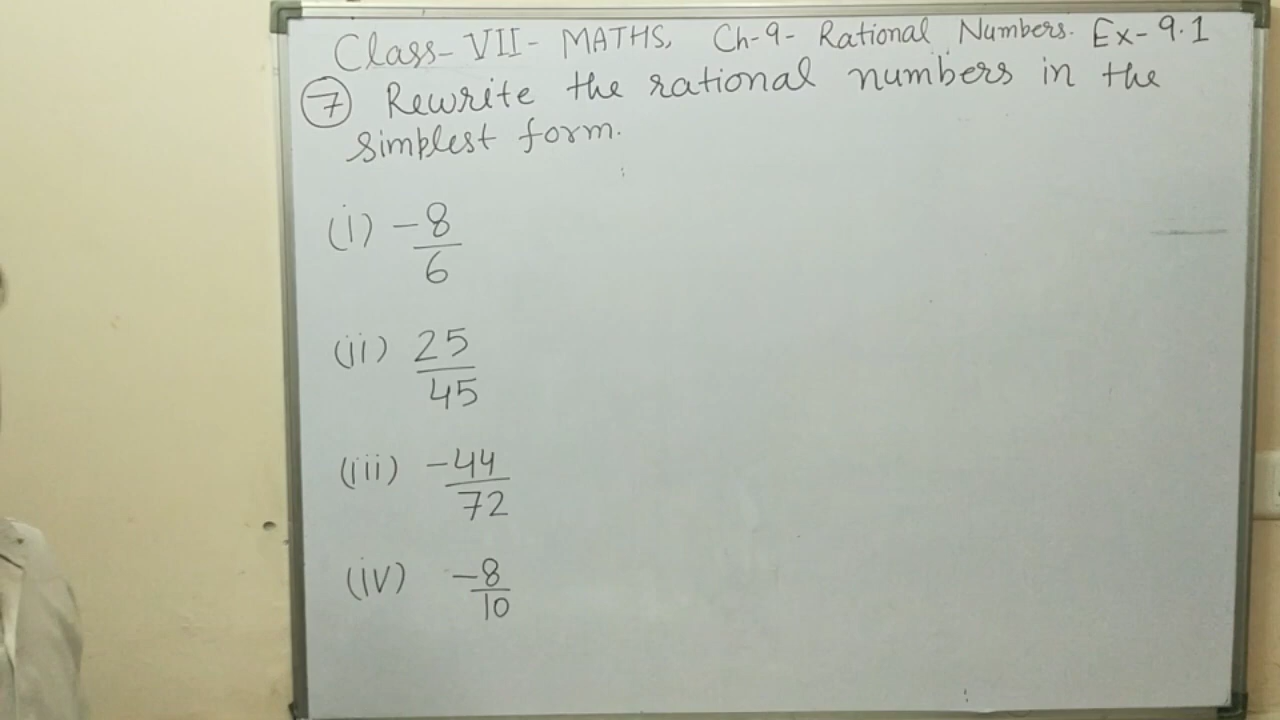 Class-VII- MATHS, Ch-9- Rational Numbers. Ex-9.1
7 Rewrite the rational numbers in the
simplest form.
(i) -8/6
(ii) 25/45
(iii) -44/72
(iv) -8/10